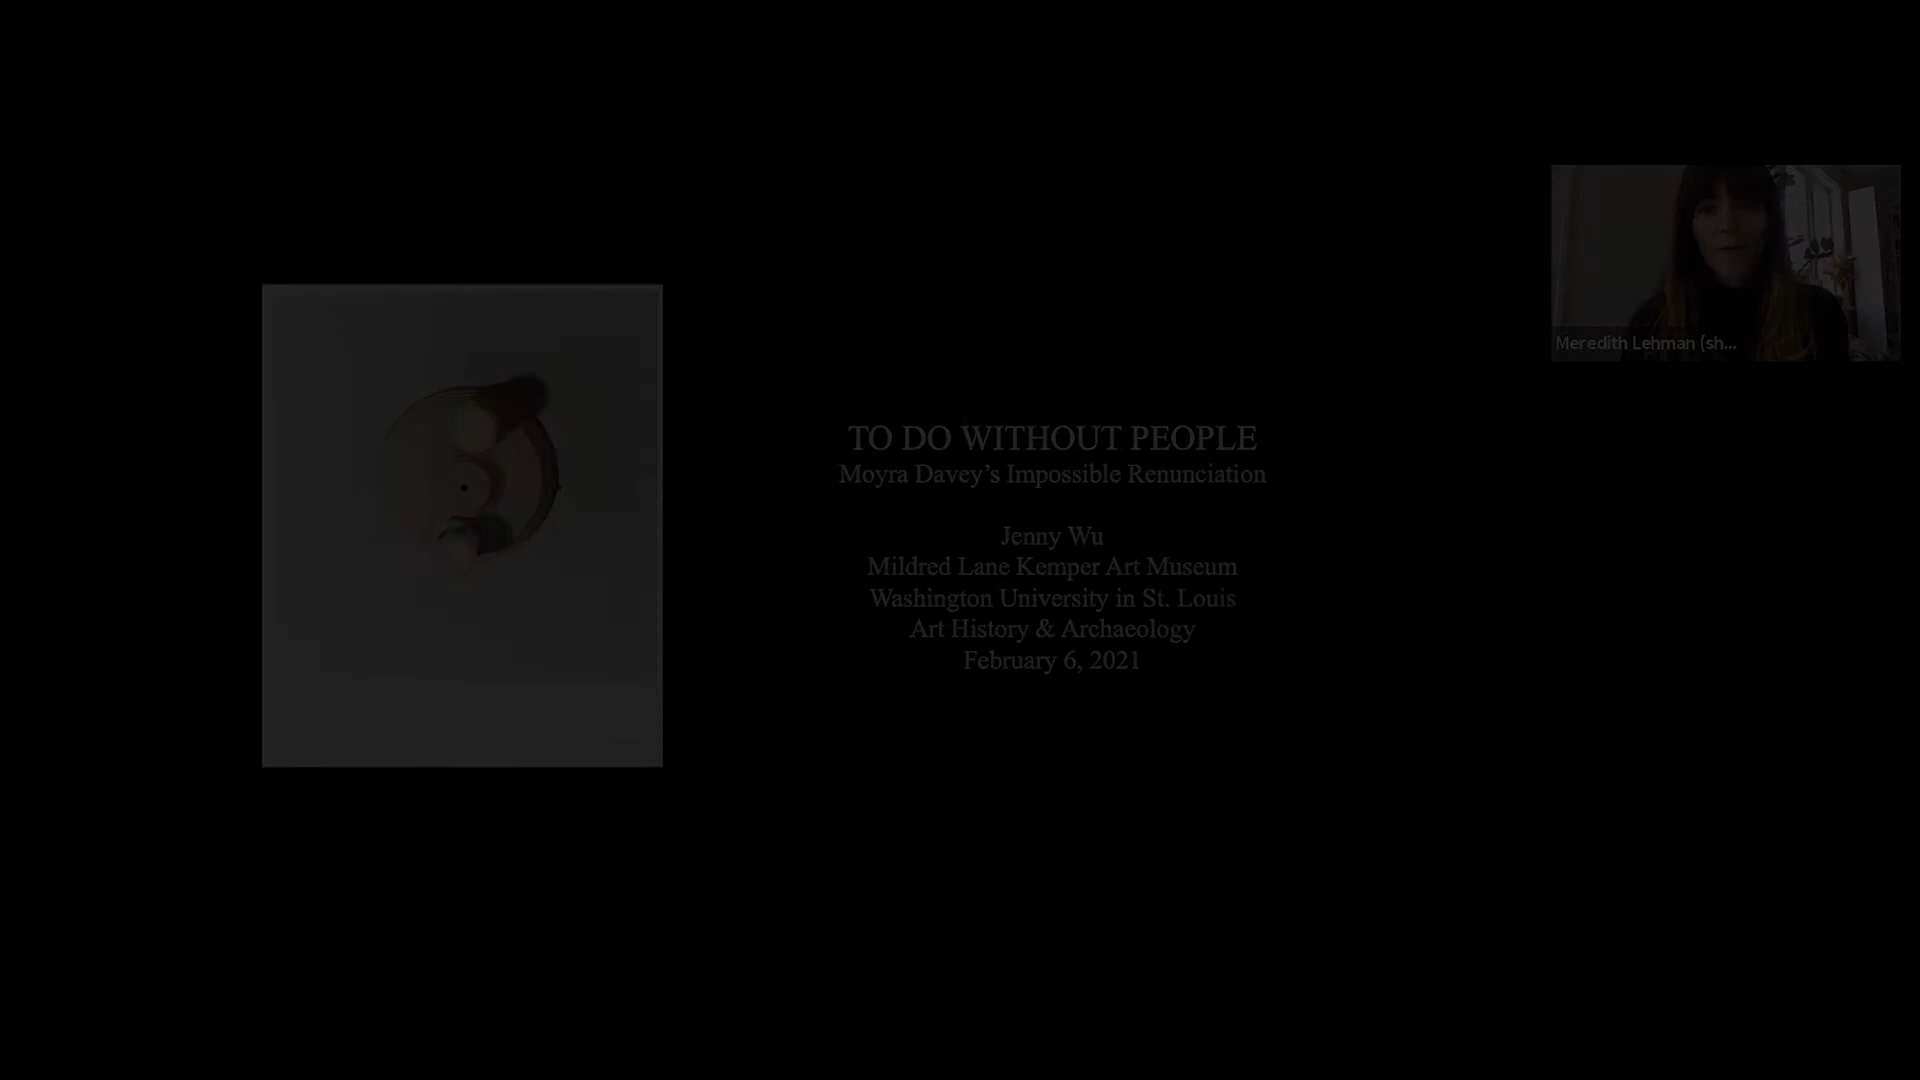 TO DO WITHOUT PEOPLE
Moyra Davey’s Impossible Renunciation
Jenny Wu
Mildred Lane Kemper Art Museum
Washington University in St. Louis
Art History & Archaeology
February 6, 2021
Meredith Lehman (sh...